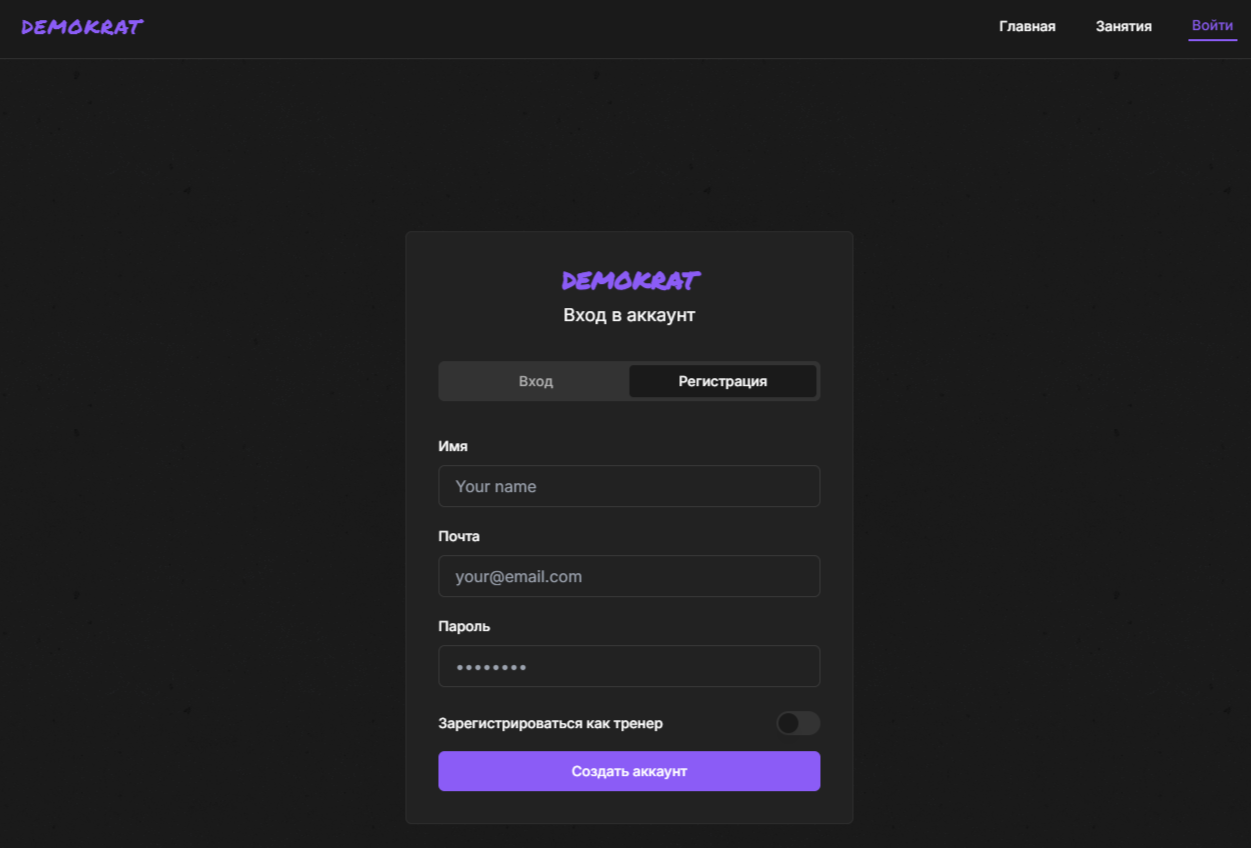 DEMOKRAT
Главная
Занятия
Войти
DEMOKRAT
Вход в аккаунт
Вход
Регистрация
Имя
Your name
Почта
your@email.com
Пароль
••••••••
Зарегистрироваться как тренер
Создать аккаунт